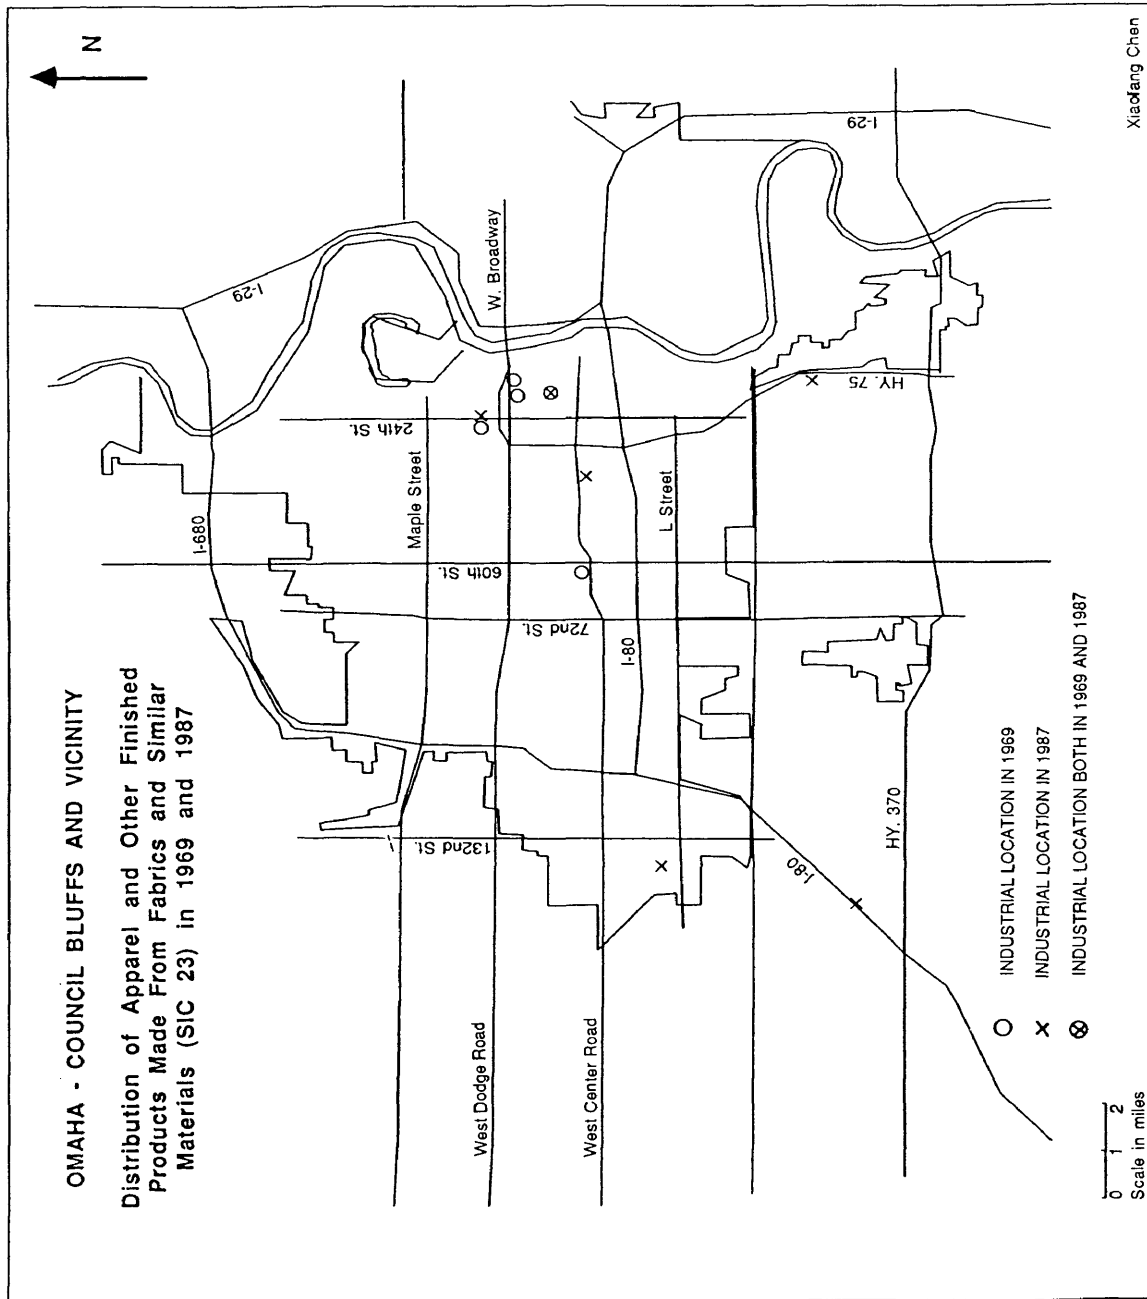 OMAHA - COUNCIL BLUFFS AND VICINITY
Distribution of Apparel and Other Finished
Products Made From Fabrics and Similar
Materials (SIC 23) in 1969 and 1987
N
I-680
I-29
Maple Street
24th St.
W. Broadway
60th St.
72nd St.
132nd St.
West Dodge Road
West Center Road
I-80
L Street
I-29
HY. 75
I-80
HY. 370
INDUSTRIAL LOCATION IN 1969
INDUSTRIAL LOCATION IN 1987
INDUSTRIAL LOCATION BOTH IN 1969 AND 1987
0 1 2
Scale in miles
Xiaofang Chen